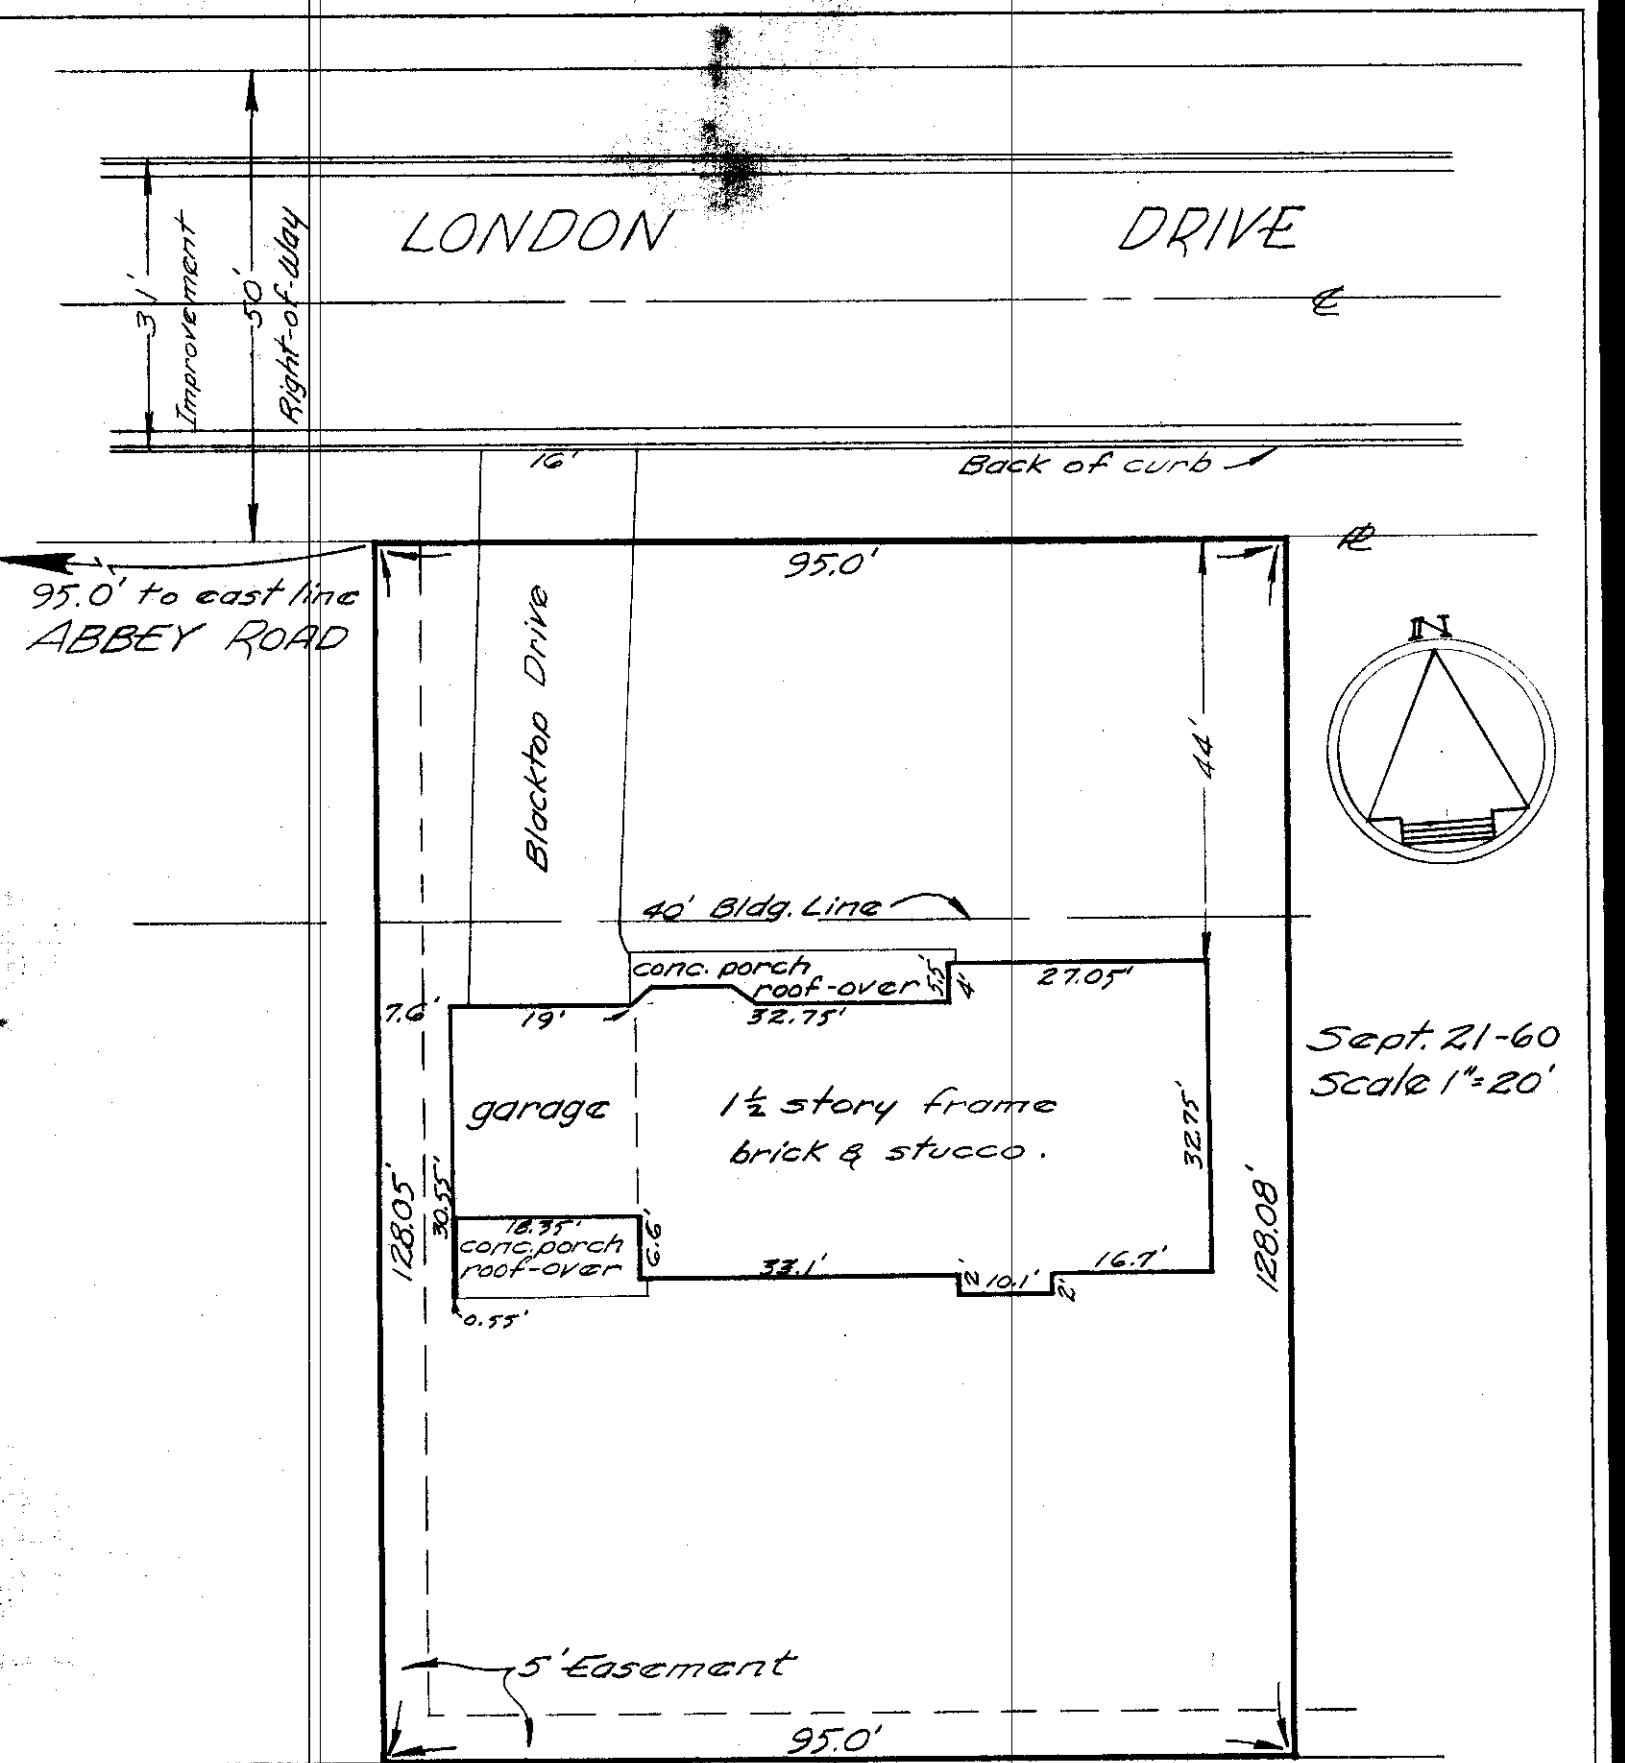 LONDON DRIVE
31'
Improvement
50'
Right-of-Way
℄
16'
Back of curb
95.0'
℄
95.0' to east line
ABBEY ROAD
N
Blacktop Drive
44'
40' Bldg. Line
conc. porch
roof-over
5.5'
4'
27.05'
7.6'
19'
32.75'
Sept. 21-60
Scale 1"=20'
garage
1½ story frame
brick & stucco.
32.75'
128.05'
30.55'
18.35'
conc. porch
roof-over
6.6'
33.1'
2'
10.1'
2'
16.7'
128.08'
0.55'
5' Easement
95.0'